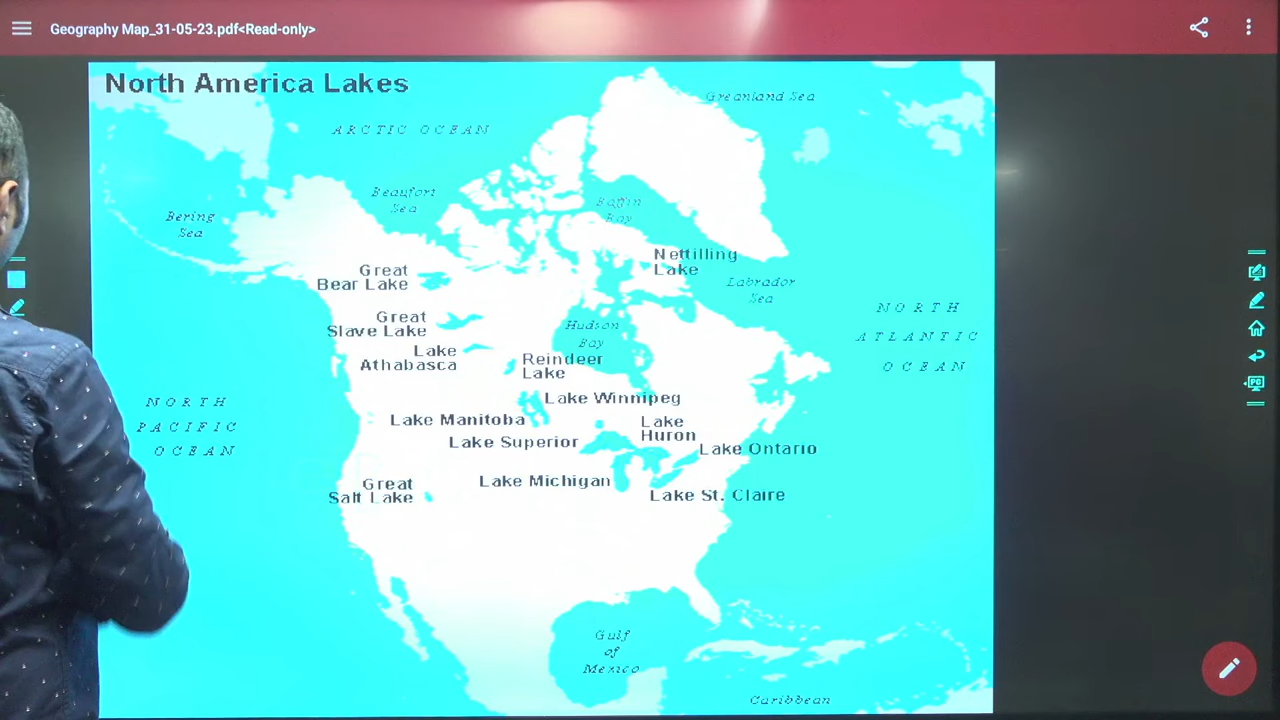 Geography Map_31-05-23.pdf<Read-only>
North America Lakes
Greanland Sea
ARCTIC OCEAN
Beaufort
Sea
Baffin
Bay
Bering
Sea
Nettilling
Lake
Great
Bear Lake
Labrador
Sea
NORTH
ATLANTIC
OCEAN
Great
Slave Lake
Hudson
Bay
Lake
Athabasca
Reindeer
Lake
Lake Winnipeg
NORTH
PACIFIC
OCEAN
Lake Manitoba
Lake
Huron
Lake Superior
Lake Ontario
Lake Michigan
Great
Salt Lake
Lake St. Claire
Gulf
of
Mexico
Caribbean
PC